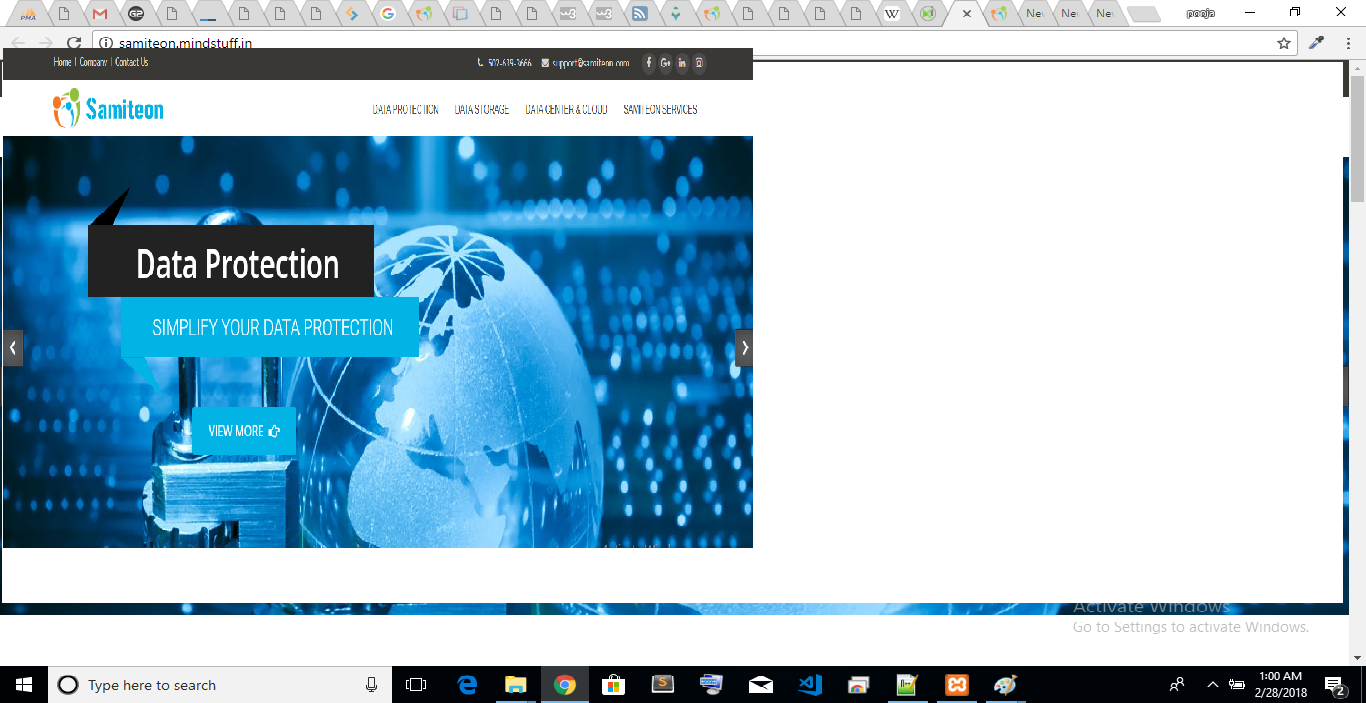 PMA
G2
W
pooja
Nev
Nev
Nev
samiteon.mindstuff.in
Home | Company | Contact Us
502-619-3666 support@samiteon.com
Samiteon
DATA PROTECTION DATA STORAGE DATA CENTER & CLOUD SAMITEON SERVICES
Data Protection
SIMPLIFY YOUR DATA PROTECTION
VIEW MORE
Activate Windows
Go to Settings to activate Windows.
Type here to search
1:00 AM
2/28/2018
2